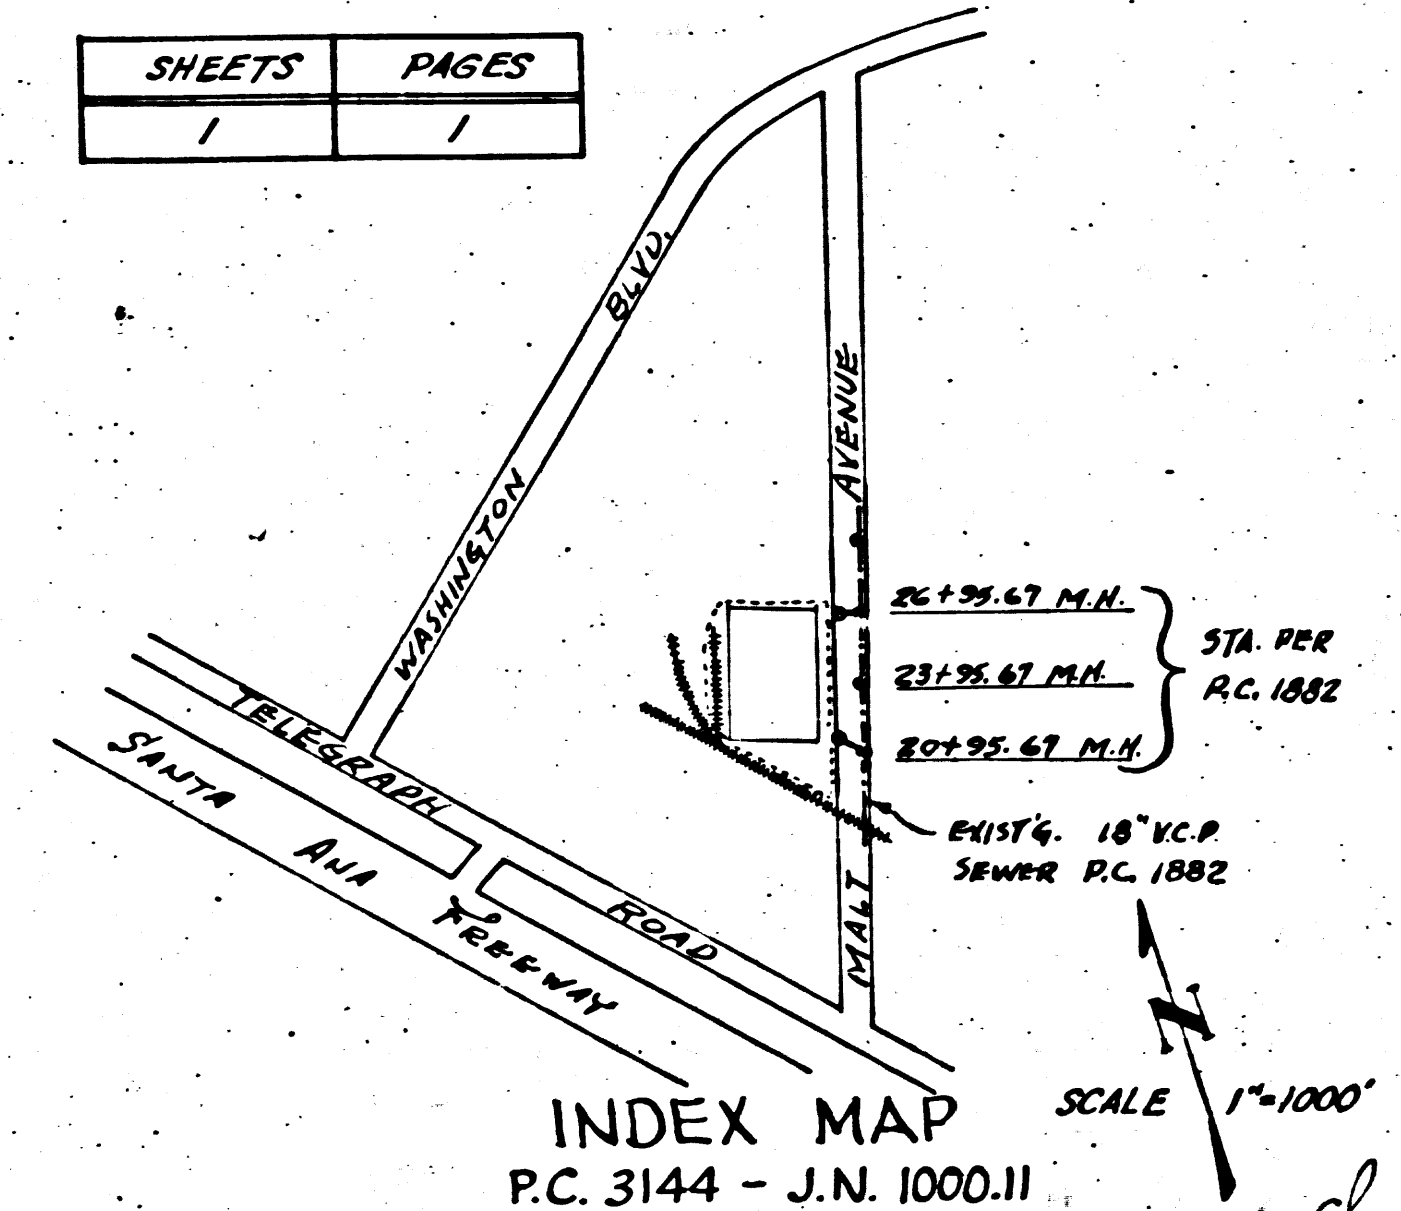 SHEETS PAGES
1 1
WASHINGTON BLVD.
MALT AVENUE
26+95.67 M.H.
23+95.67 M.H.
20+95.67 M.H.
STA. PER
P.C. 1882
EXIST'G. 18" V.C.P.
SEWER P.C. 1882
TELEGRAPH ROAD
SANTA ANA FREEWAY
N
SCALE 1"=1000'
INDEX MAP
P.C. 3144 - J.N. 1000.11